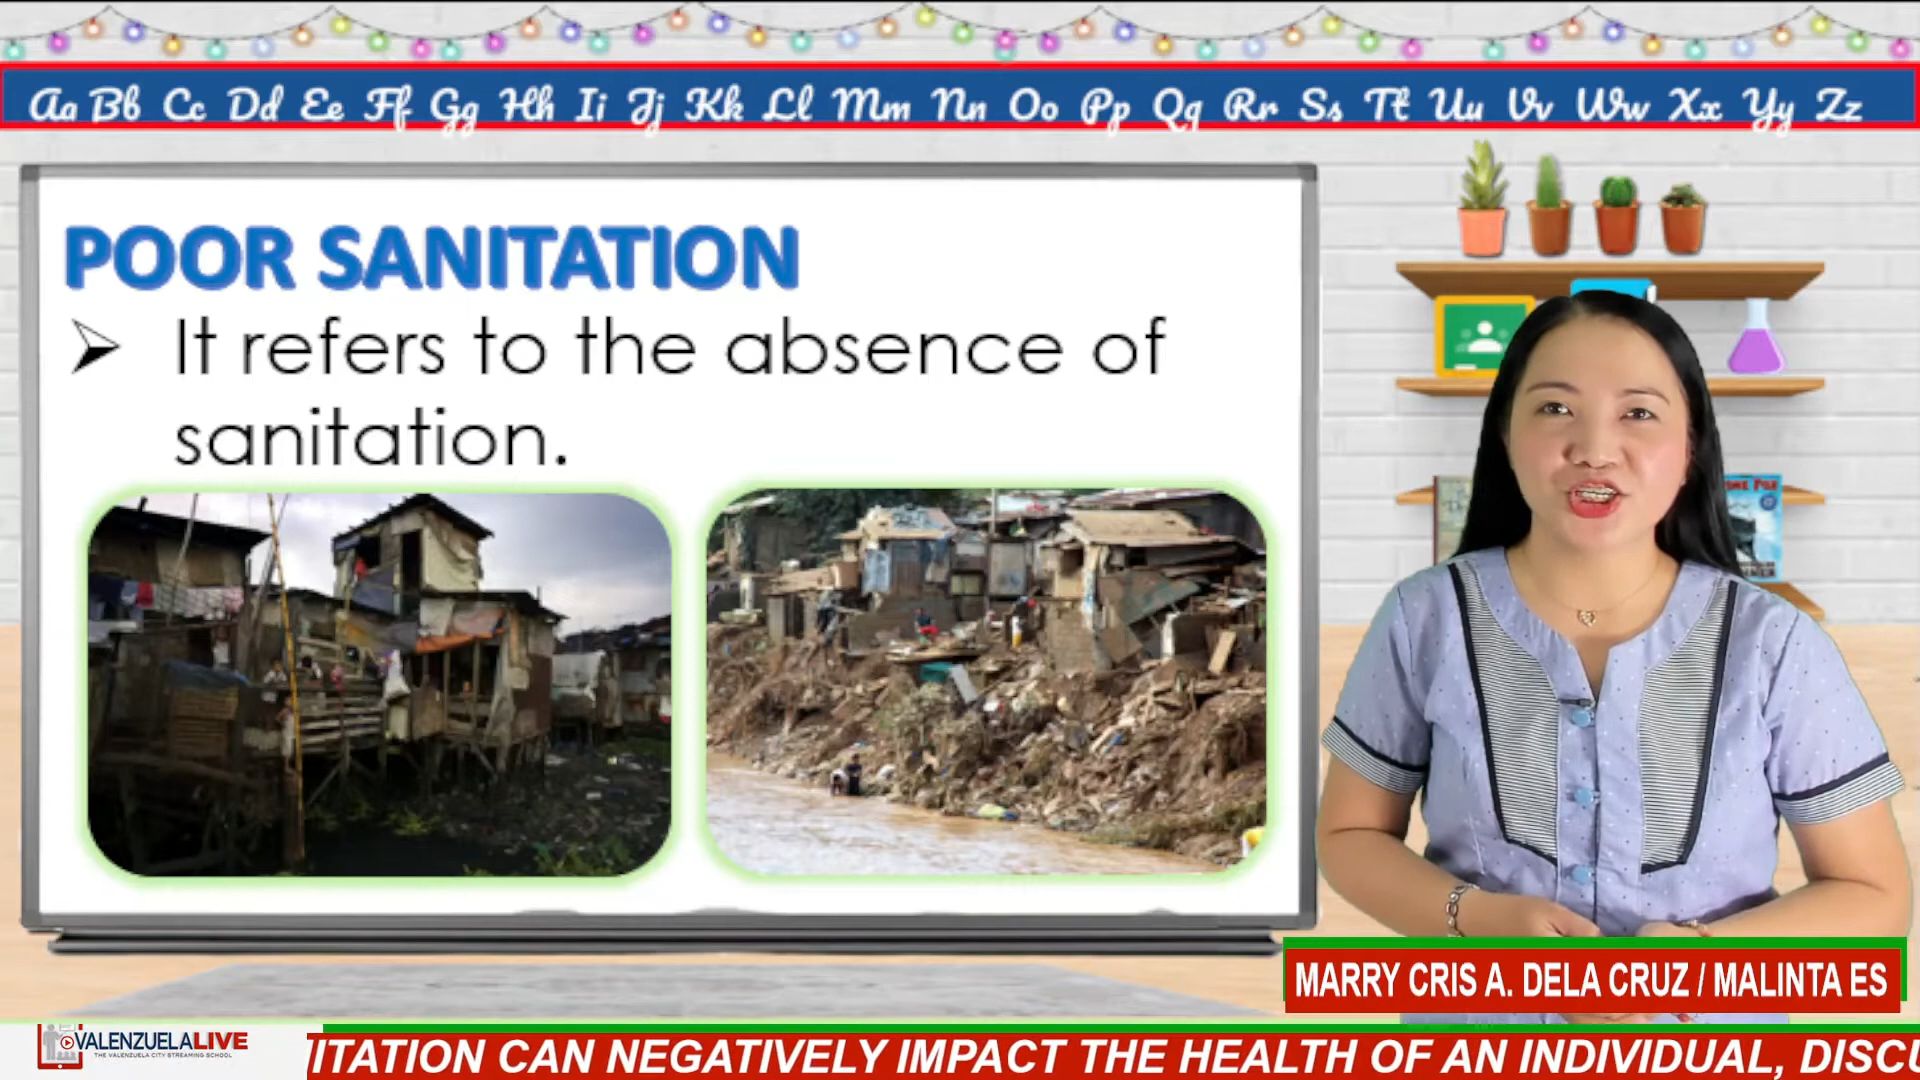 Aa Bb Cc Dd Ee Ff Gg Hh Ii Jj Kk Ll Mm Nn Oo Pp Qq Rr Ss Tt Uu Vv Ww Xx Yy Zz
POOR SANITATION
It refers to the absence of
sanitation.
MARRY CRIS A. DELA CRUZ / MALINTA ES
VALENZUELALIVE
THE VALENZUELA CITY STREAMING SCHOOL
ITATION CAN NEGATIVELY IMPACT THE HEALTH OF AN INDIVIDUAL, DISCU